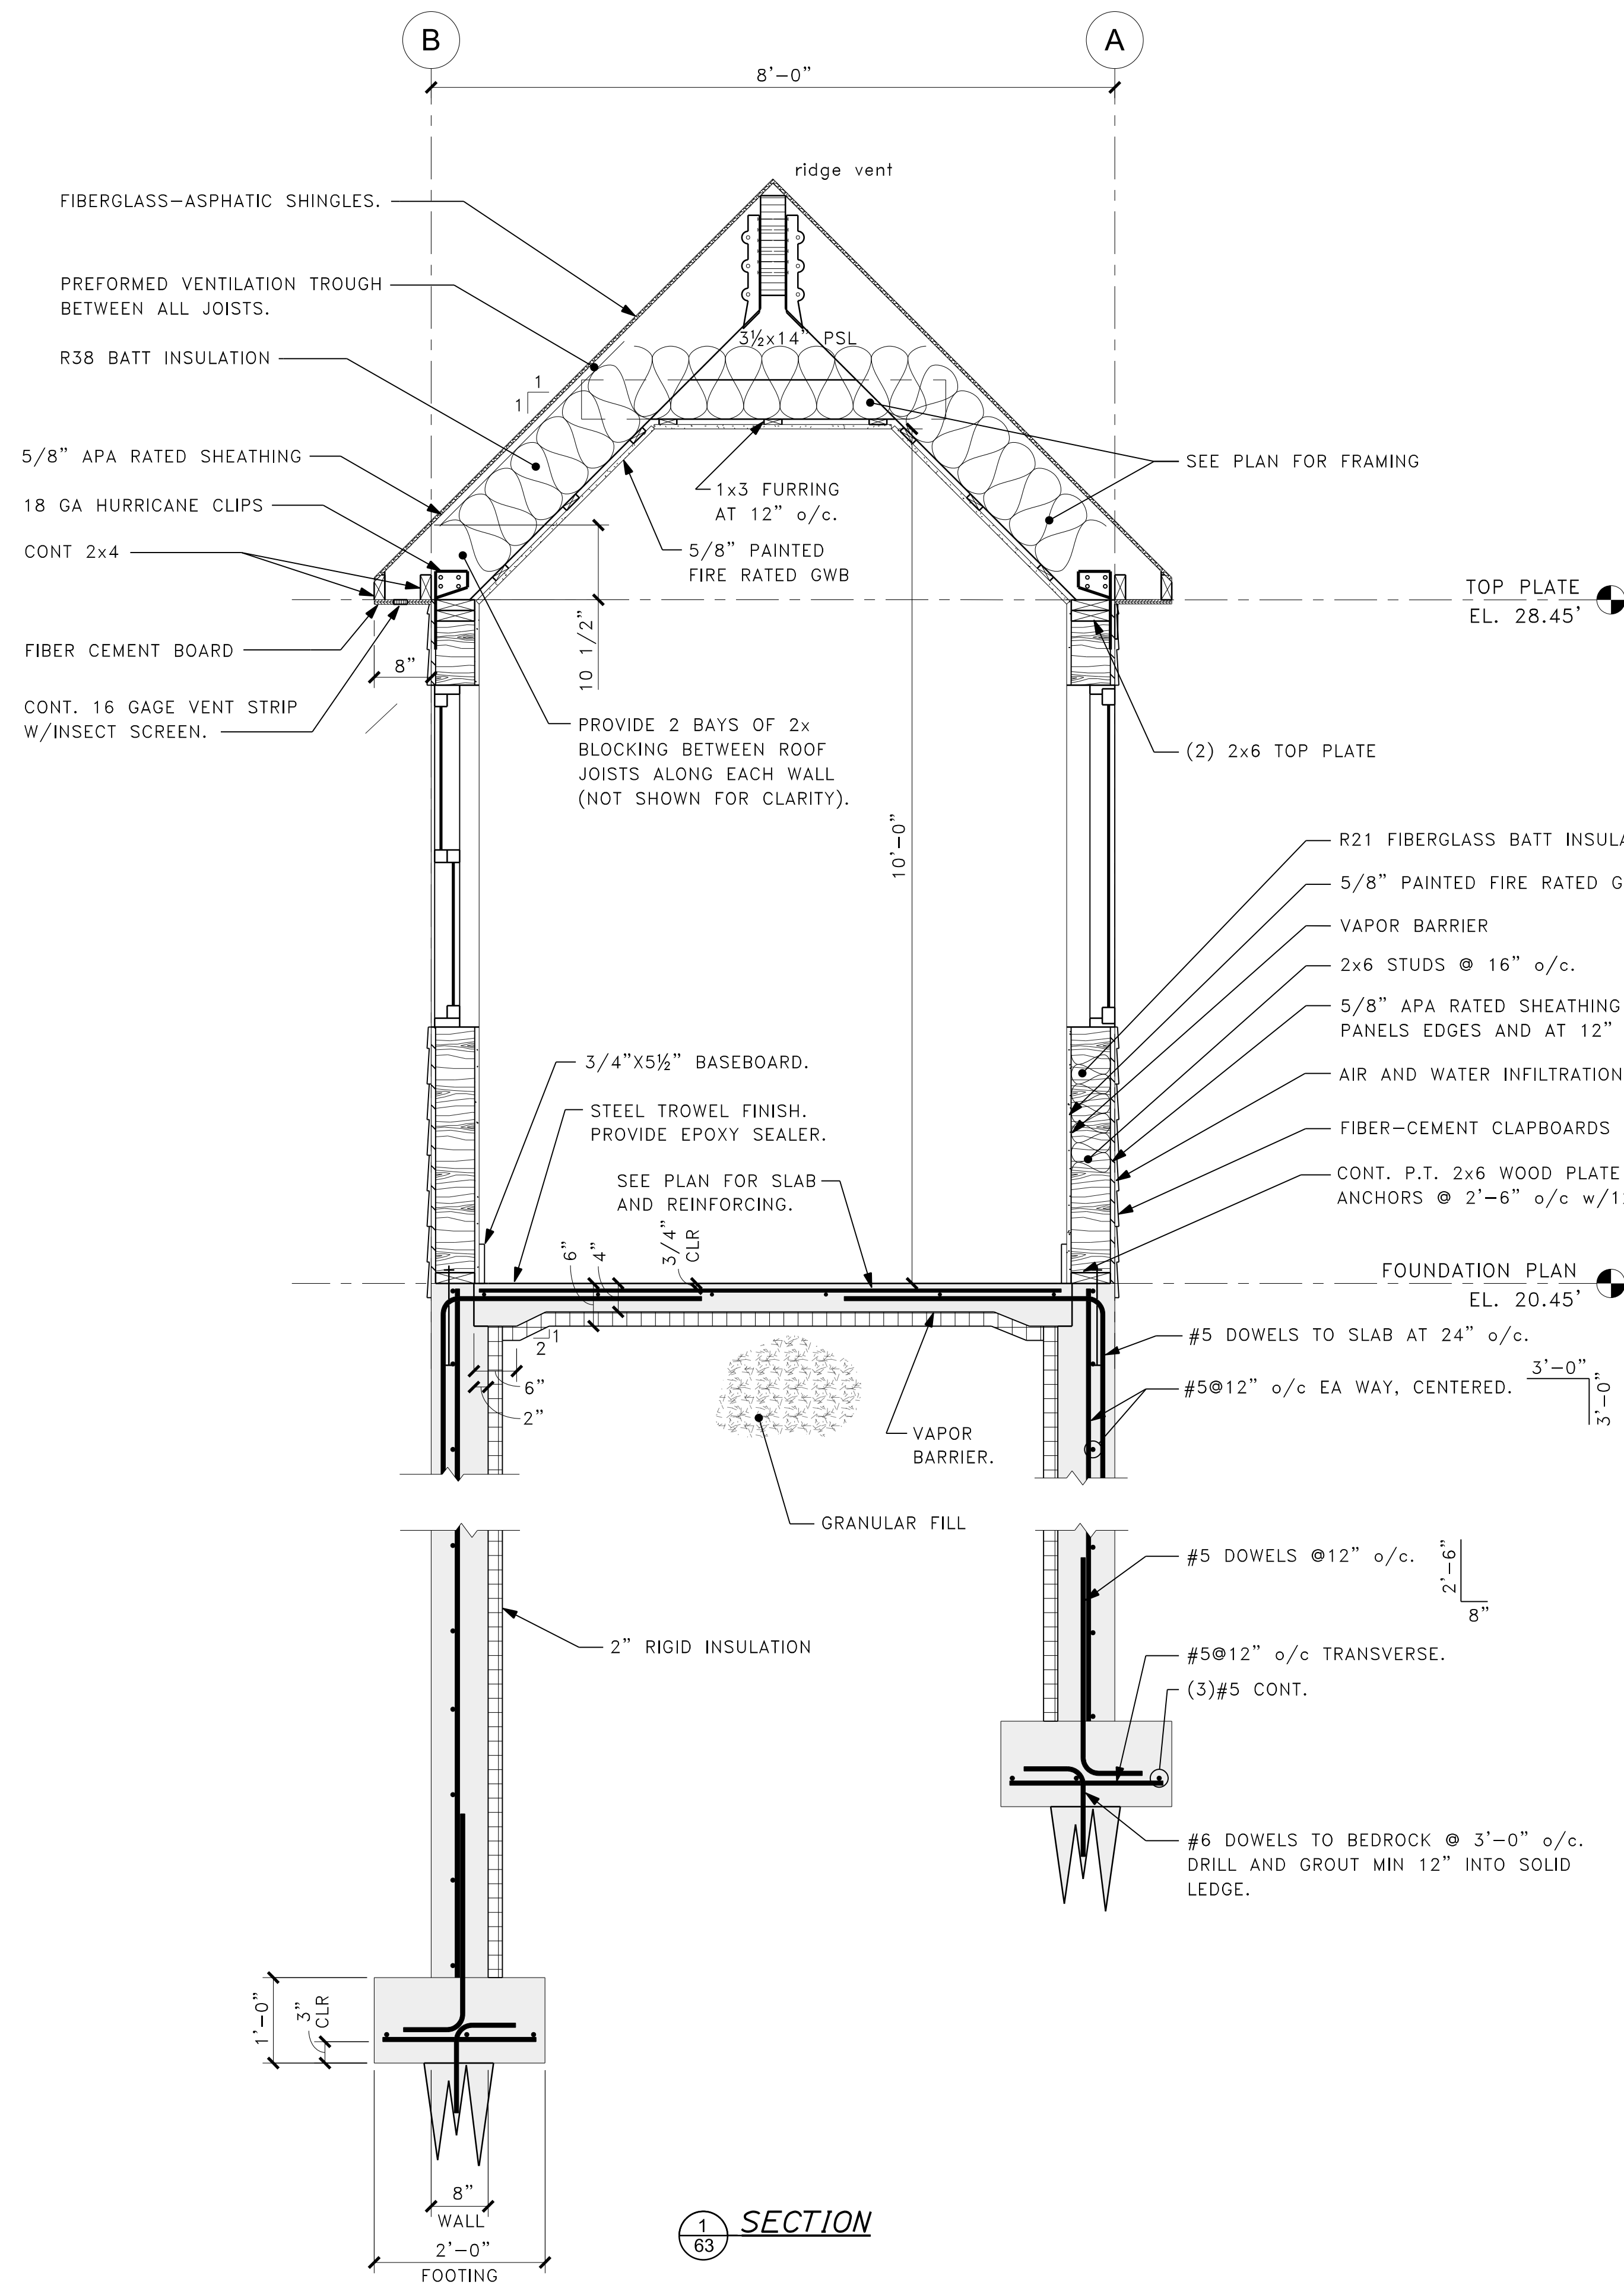 B
A
8'-0"
ridge vent
FIBERGLASS-ASPHATIC SHINGLES.
PREFORMED VENTILATION TROUGH
BETWEEN ALL JOISTS.
R38 BATT INSULATION
3½x14" PSL
1
1
5/8" APA RATED SHEATHING
18 GA HURRICANE CLIPS
CONT 2x4
FIBER CEMENT BOARD
8"
CONT. 16 GAGE VENT STRIP
W/INSECT SCREEN.
1x3 FURRING
AT 12" o/c.
5/8" PAINTED
FIRE RATED GWB
10 1/2"
SEE PLAN FOR FRAMING
TOP PLATE
EL. 28.45'
PROVIDE 2 BAYS OF 2x
BLOCKING BETWEEN ROOF
JOISTS ALONG EACH WALL
(NOT SHOWN FOR CLARITY).
(2) 2x6 TOP PLATE
10'-0"
R21 FIBERGLASS BATT INSULA
5/8" PAINTED FIRE RATED G
VAPOR BARRIER
2x6 STUDS @ 16" o/c.
5/8" APA RATED SHEATHING
PANELS EDGES AND AT 12"
AIR AND WATER INFILTRATION
FIBER-CEMENT CLAPBOARDS
CONT. P.T. 2x6 WOOD PLATE
ANCHORS @ 2'-6" o/c w/1
3/4"X5½" BASEBOARD.
STEEL TROWEL FINISH.
PROVIDE EPOXY SEALER.
SEE PLAN FOR SLAB
AND REINFORCING.
6"
4"
3/4"
CLR
FOUNDATION PLAN
EL. 20.45'
1
2
6"
2"
#5 DOWELS TO SLAB AT 24" o/c.
#5@12" o/c EA WAY, CENTERED.
3'-0"
3'-0"
VAPOR
BARRIER.
GRANULAR FILL
#5 DOWELS @12" o/c.
2'-6"
8"
2" RIGID INSULATION
#5@12" o/c TRANSVERSE.
(3)#5 CONT.
#6 DOWELS TO BEDROCK @ 3'-0" o/c.
DRILL AND GROUT MIN 12" INTO SOLID
LEDGE.
1'-0"
3"
CLR
8"
WALL
2'-0"
FOOTING
1
63
SECTION